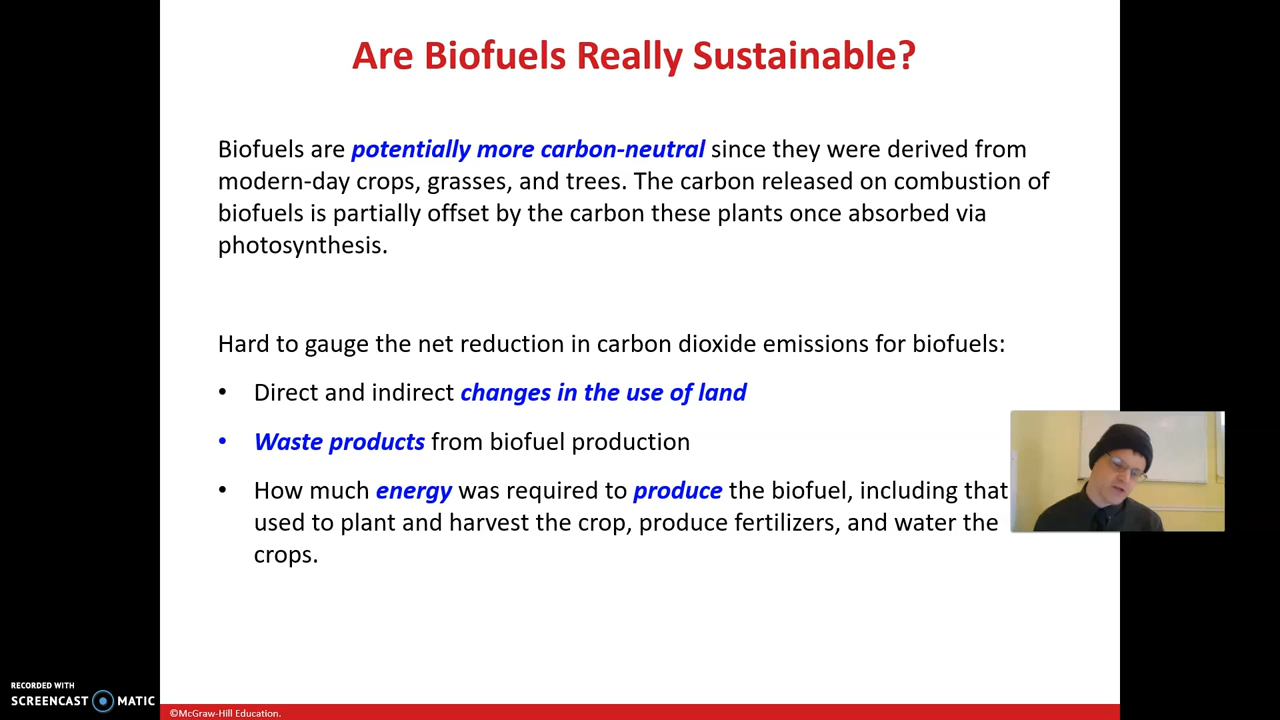 Are Biofuels Really Sustainable?
Biofuels are potentially more carbon-neutral since they were derived from
modern-day crops, grasses, and trees. The carbon released on combustion of
biofuels is partially offset by the carbon these plants once absorbed via
photosynthesis.
Hard to gauge the net reduction in carbon dioxide emissions for biofuels:
• Direct and indirect changes in the use of land
• Waste products from biofuel production
• How much energy was required to produce the biofuel, including that
used to plant and harvest the crop, produce fertilizers, and water the
crops.
RECORDED WITH
SCREENCAST MATIC
©McGraw-Hill Education.